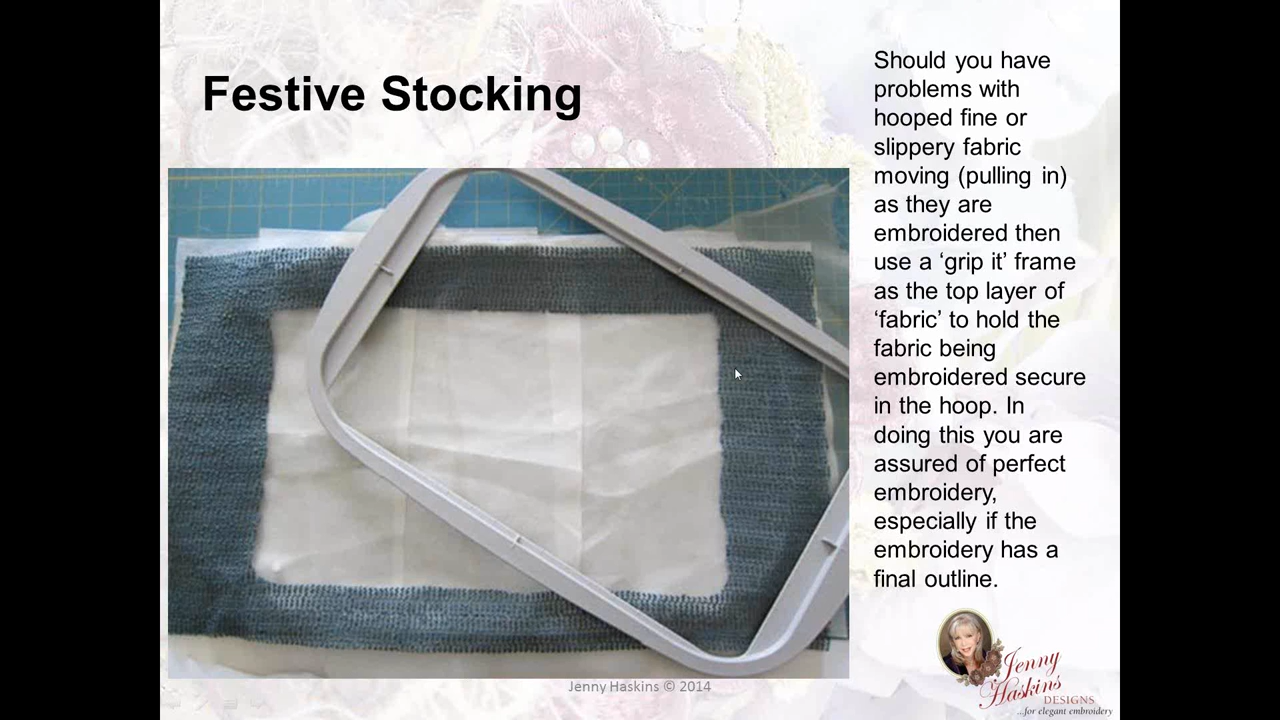 Festive Stocking
Should you have
problems with
hooped fine or
slippery fabric
moving (pulling in)
as they are
embroidered then
use a ‘grip it’ frame
as the top layer of
‘fabric’ to hold the
fabric being
embroidered secure
in the hoop. In
doing this you are
assured of perfect
embroidery,
especially if the
embroidery has a
final outline.
Jenny Haskins © 2014
Jenny
Haskins
DESIGNS
...for elegant embroidery